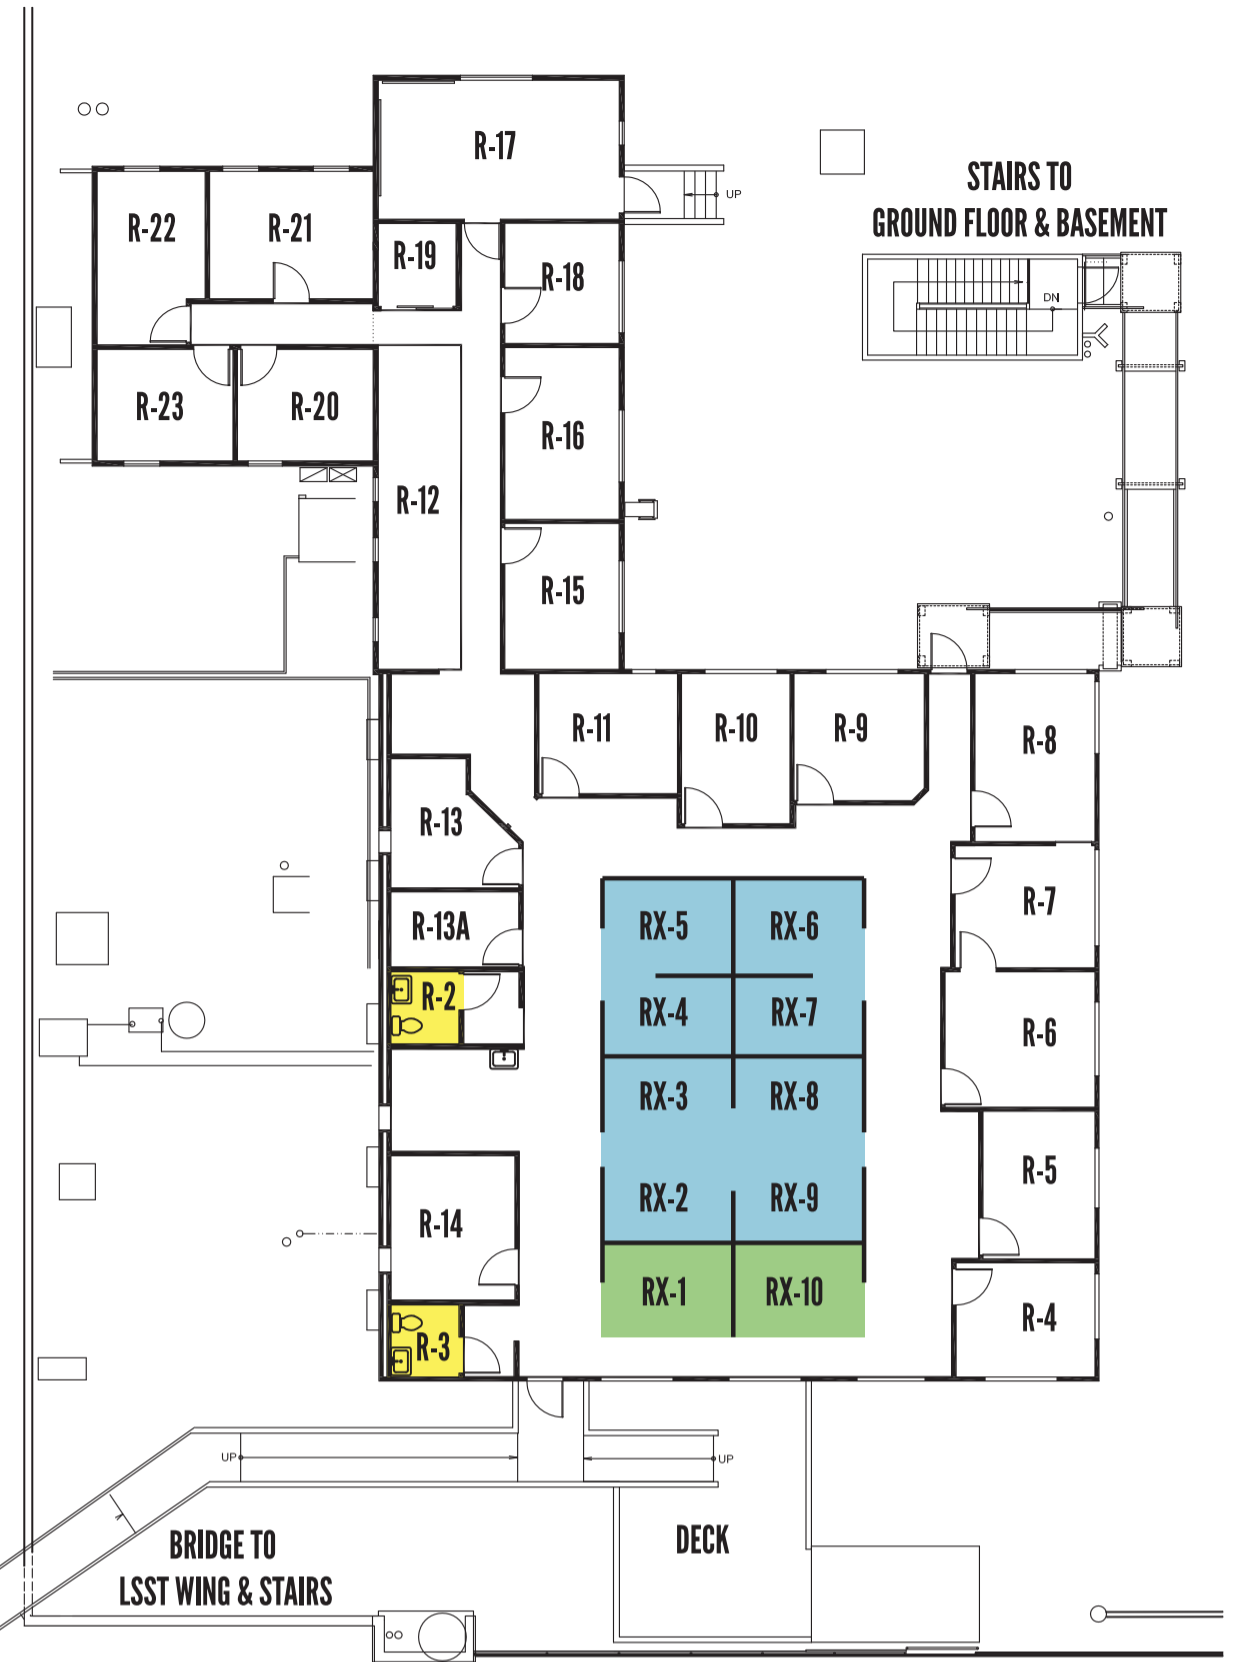 R-17
UP
STAIRS TO
GROUND FLOOR & BASEMENT
R-22
R-21
R-19
R-18
DN
R-23
R-20
R-16
R-12
R-15
R-11
R-10
R-9
R-8
R-13
R-7
R-13A
RX-5
RX-6
R-2
RX-4
RX-7
R-6
RX-3
RX-8
R-5
RX-2
RX-9
R-14
RX-1
RX-10
R-4
R-3
UP
UP
DECK
BRIDGE TO
LSST WING & STAIRS